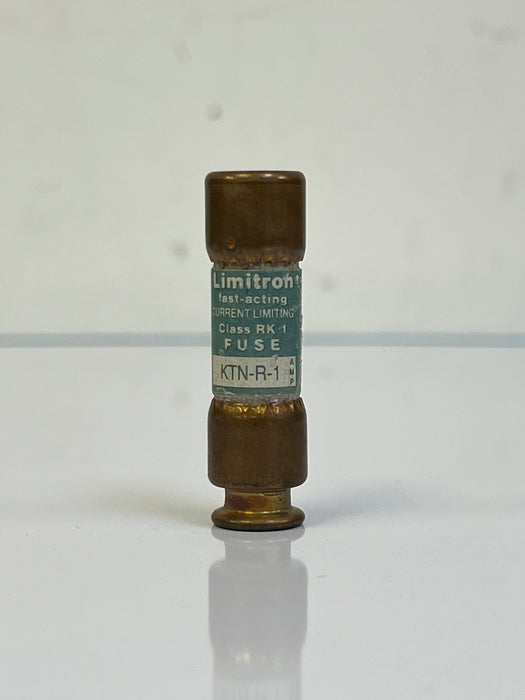 Limitron
fast-acting
CURRENT LIMITING
Class RK 1
FUSE
KTN-R-1 AMP